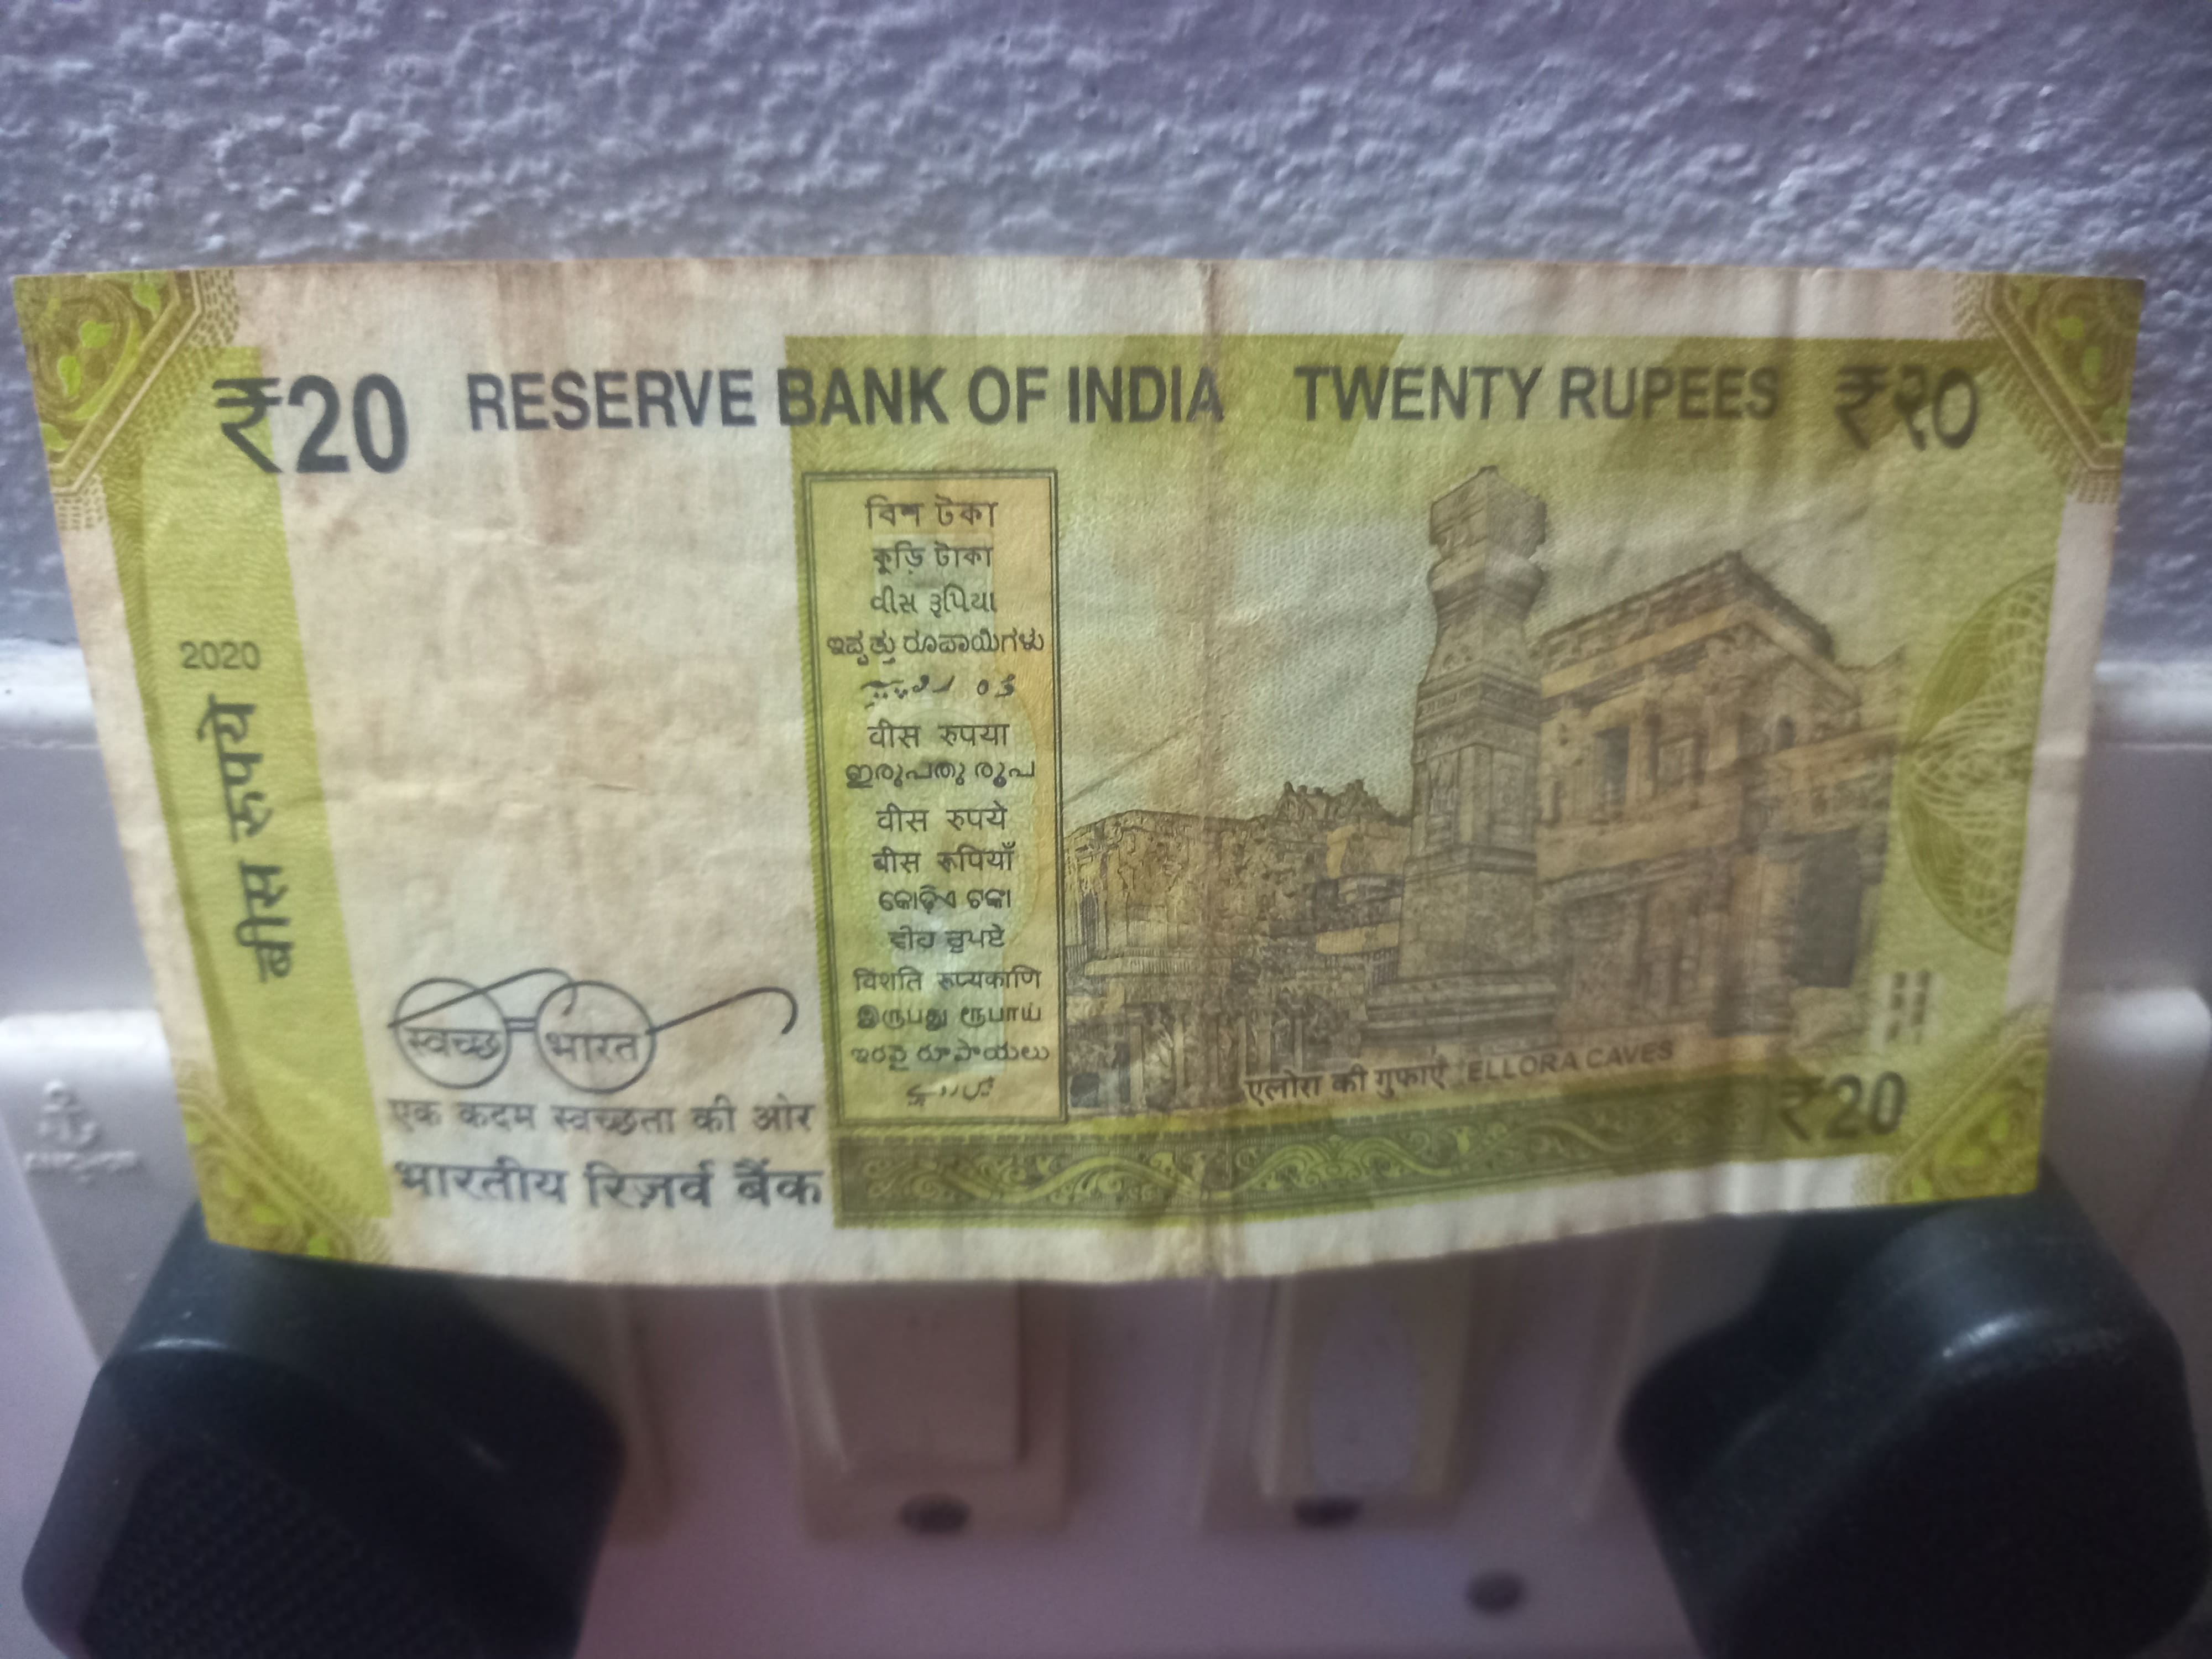 ₹20 RESERVE BANK OF INDIA TWENTY RUPEES ₹२०
2020
बीस रुपये
বিশ টকা
কুড়ি টাকা
વીસ રૂપિયા
ಇಪ್ಪತ್ತು ರೂಪಾಯಿಗಳು
वीस रुपया
ഇരുപതു രൂപ
वीस रुपये
बीस रूपियाँ
କୋଡ଼ିଏ ଟଙ୍କା
ਵੀਹ ਰੁਪਏ
विंशति रूप्यकाणि
இருபது ரூபாய்
ఇరవై రూపాయలు
स्वच्छ भारत
एक कदम स्वच्छता की ओर
भारतीय रिज़र्व बैंक
एलोरा की गुफाएँ ELLORA CAVES
₹20